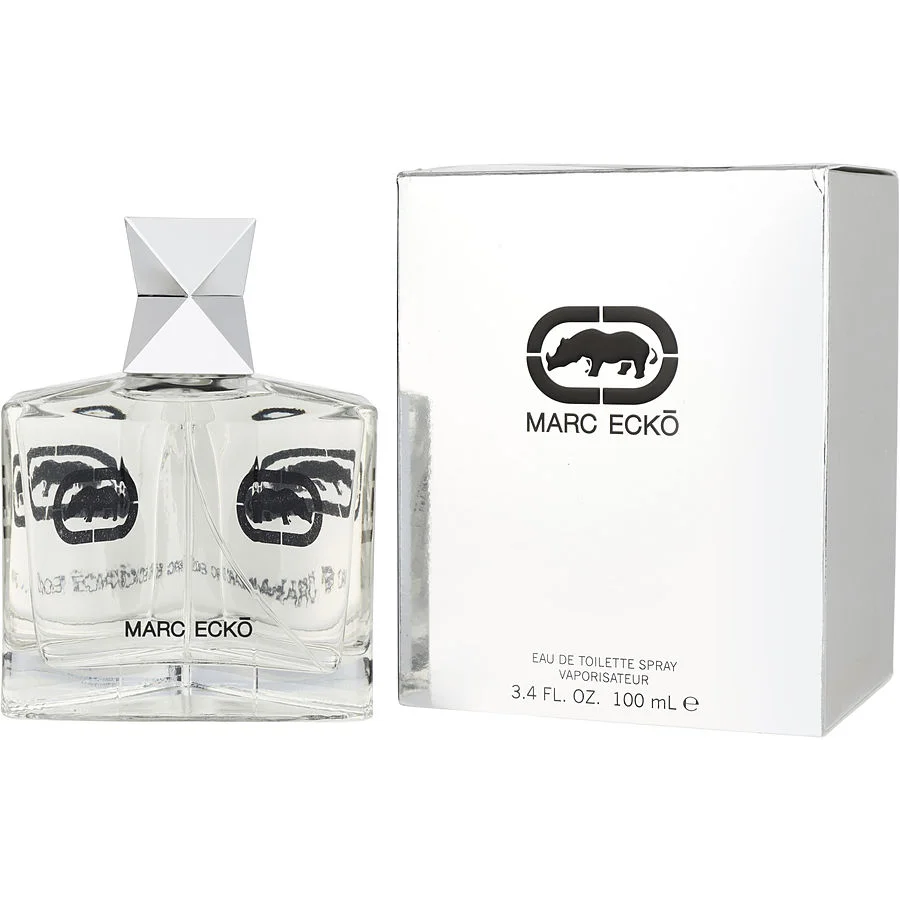 MARC ECKŌ
MARC ECKŌ
EAU DE TOILETTE SPRAY
VAPORISATEUR
3.4 FL. OZ. 100 mL ℮